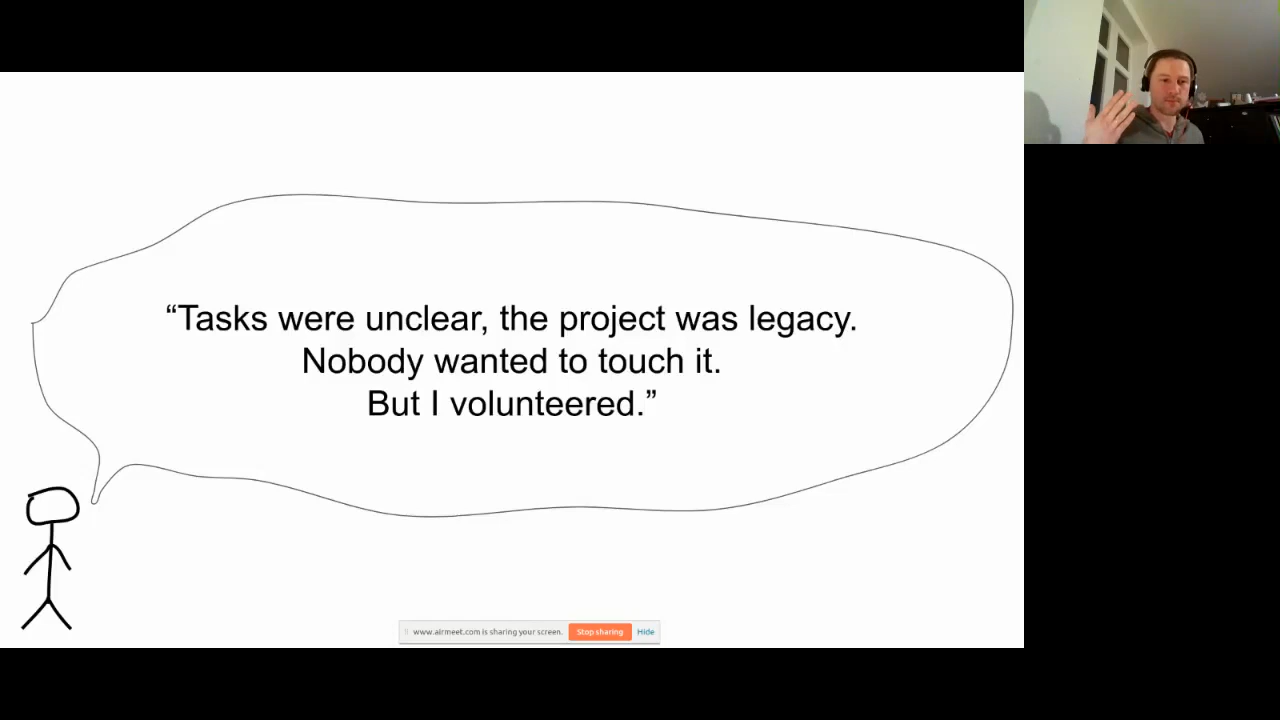 “Tasks were unclear, the project was legacy.
Nobody wanted to touch it.
But I volunteered.”
www.airmeet.com is sharing your screen. Stop sharing Hide